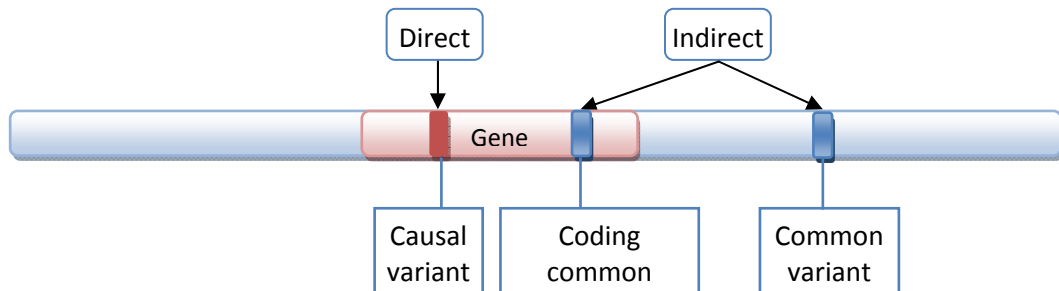 Direct
Indirect
Gene
Causal
variant
Coding
common
Common
variant